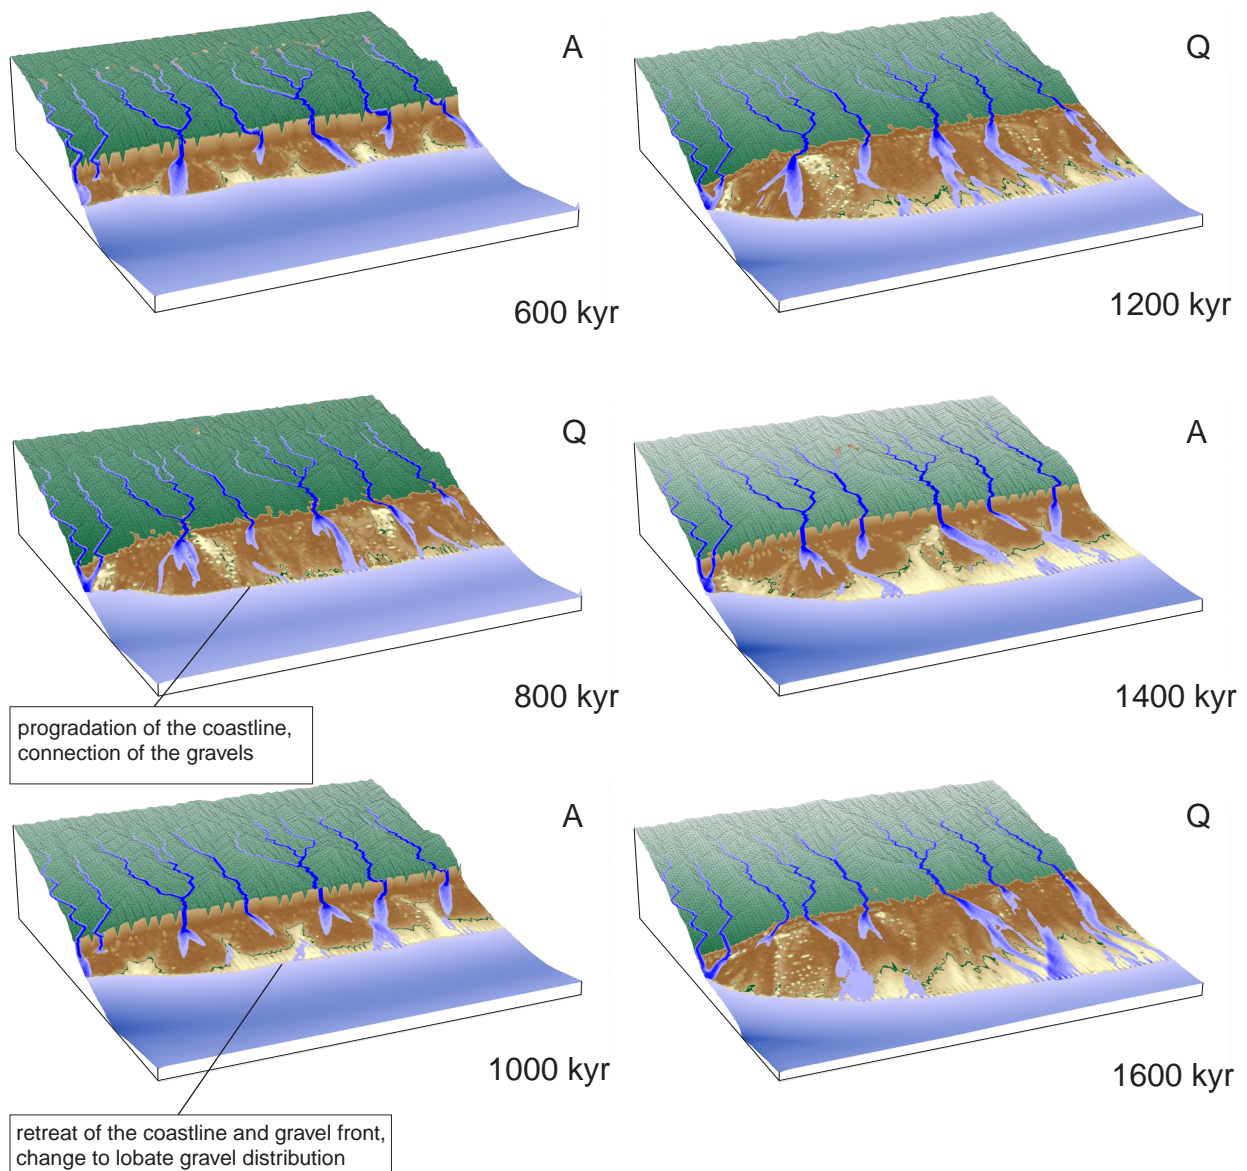 A
600 kyr
Q
800 kyr
progradation of the coastline,
connection of the gravels
A
1000 kyr
retreat of the coastline and gravel front,
change to lobate gravel distribution
Q
1200 kyr
A
1400 kyr
Q
1600 kyr